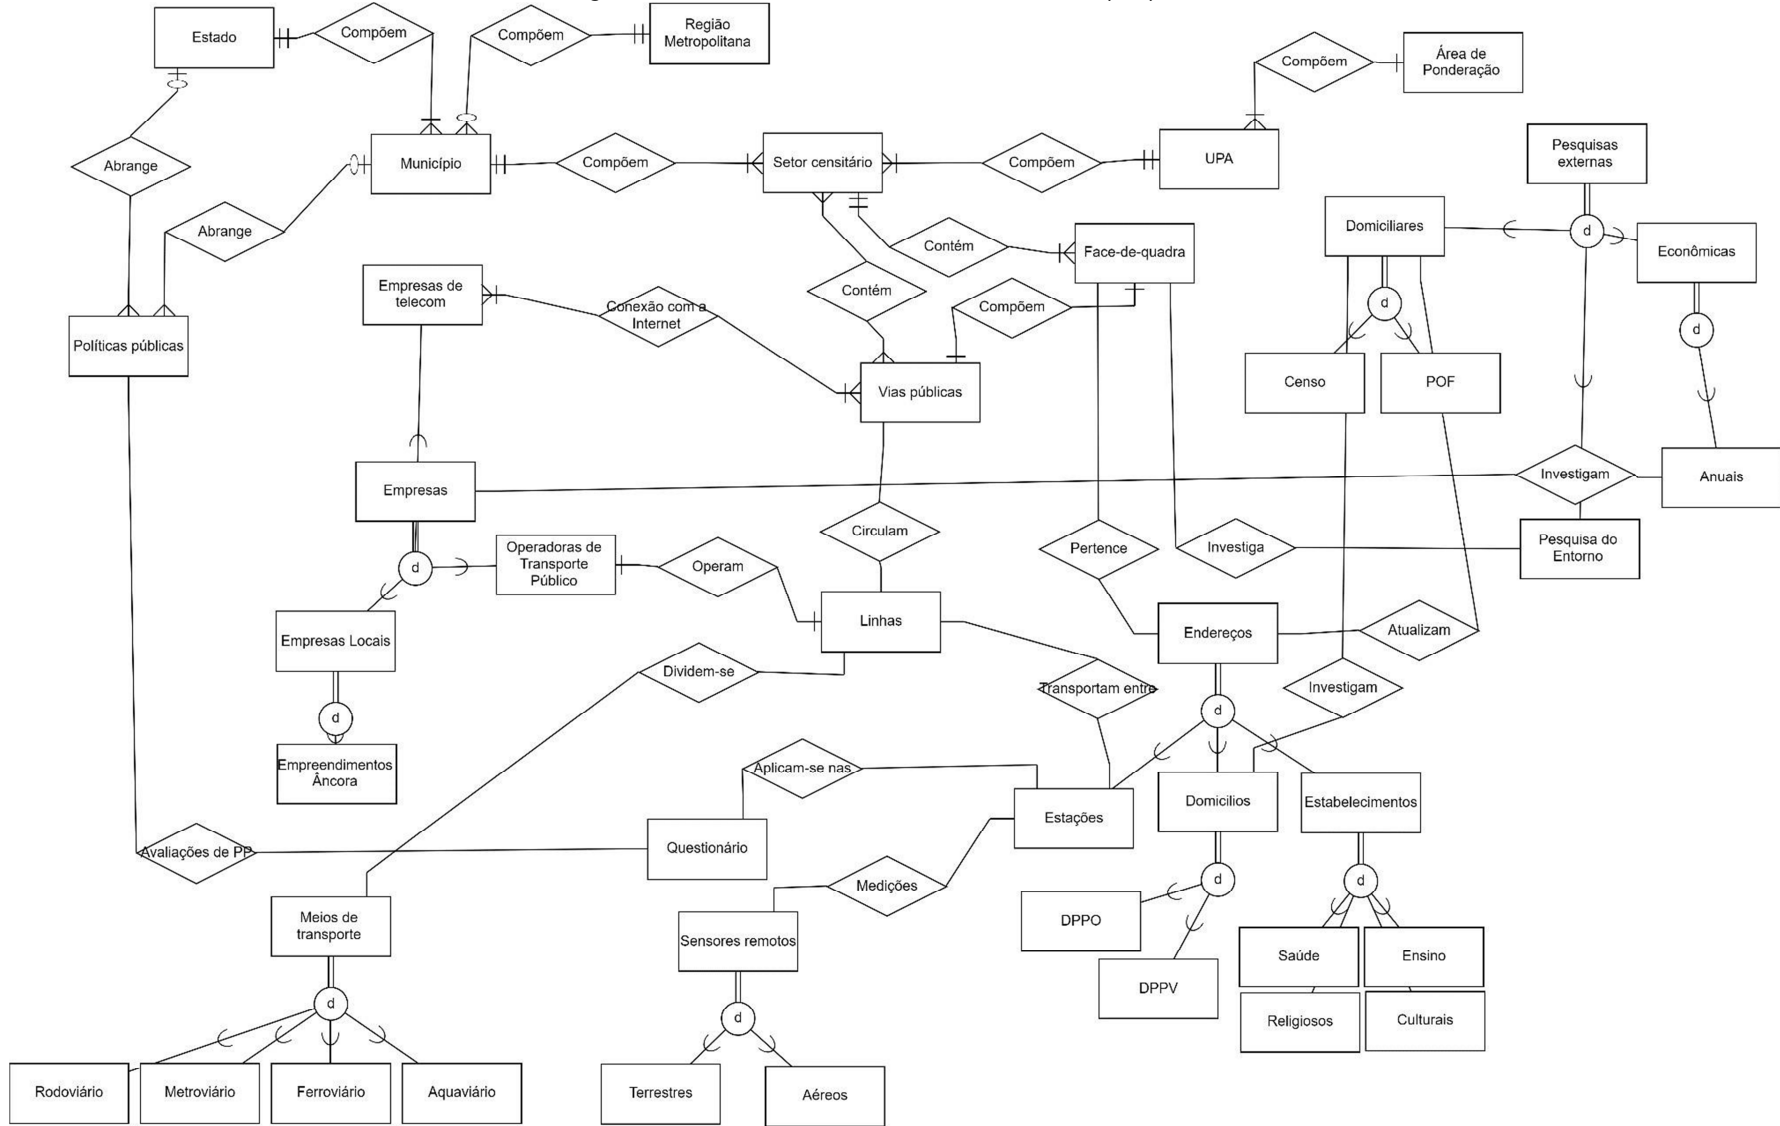 Estado
Compõem
Compõem
Região
Metropolitana
Compõem
Área de
Ponderação
Abrange
Município
Compõem
Setor censitário
Compõem
UPA
Pesquisas
externas
Abrange
Domiciliares
d
Econômicas
Contém
Face-de-quadra
Empresas de
telecom
Contém
Conexão com a
Internet
Compõem
d
d
Políticas públicas
Vias públicas
Censo
POF
Empresas
Investigam
Anuais
Circulam
Pertence
Investiga
Pesquisa do
Entorno
d
Operadoras de
Transporte
Público
Operam
Linhas
Empresas Locais
Endereços
Atualizam
Dividem-se
Transportam entre
Investigam
d
d
Empreendimentos
Âncora
Aplicam-se nas
Estações
Domicilios
Estabelecimentos
Avaliações de PP
Questionário
Medições
d
d
Meios de
transporte
Sensores remotos
DPPO
Saúde
Ensino
DPPV
Religiosos
Culturais
d
d
Rodoviário
Metroviário
Ferroviário
Aquaviário
Terrestres
Aéreos